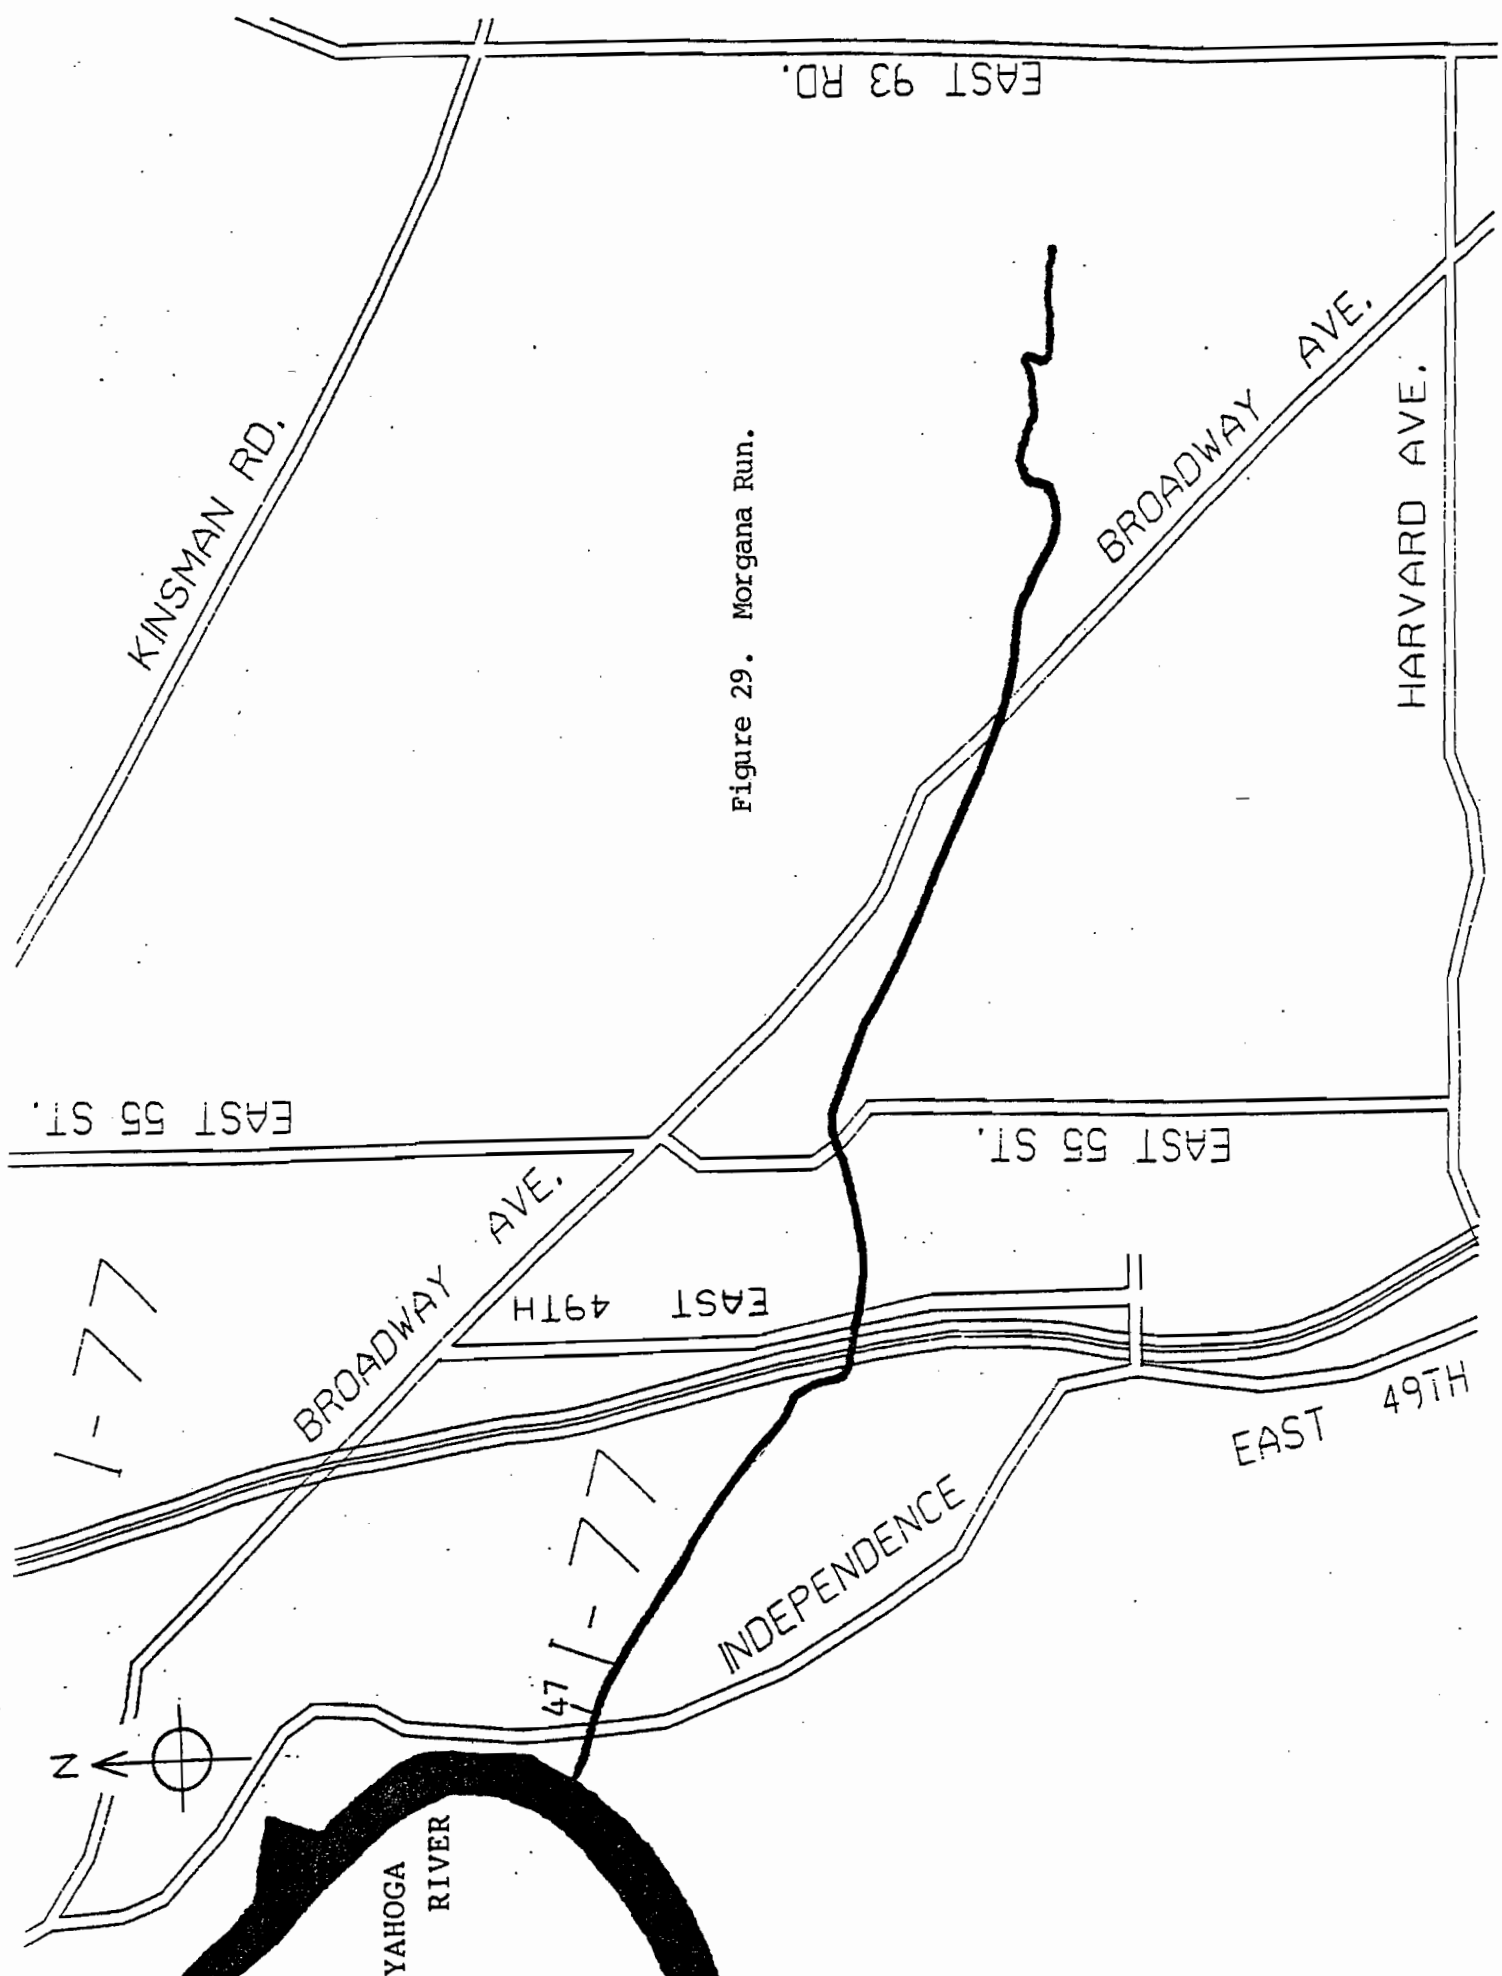 EAST 93 RD.
KINSMAN RD.
Figure 29. Morgana Run.
BROADWAY AVE.
HARVARD AVE.
EAST 55 ST.
EAST 55 ST.
BROADWAY AVE.
EAST 49TH
I-77
I-77
47
INDEPENDENCE
EAST 49TH
N
YAHOGA
RIVER